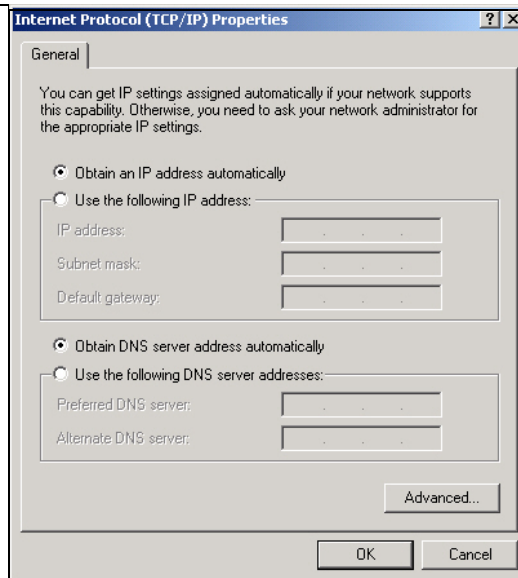 Internet Protocol (TCP/IP) Properties
General
You can get IP settings assigned automatically if your network supports
this capability. Otherwise, you need to ask your network administrator for
the appropriate IP settings.
Obtain an IP address automatically
Use the following IP address:
IP address:
Subnet mask:
Default gateway:
Obtain DNS server address automatically
Use the following DNS server addresses:
Preferred DNS server:
Alternate DNS server:
Advanced...
OK Cancel